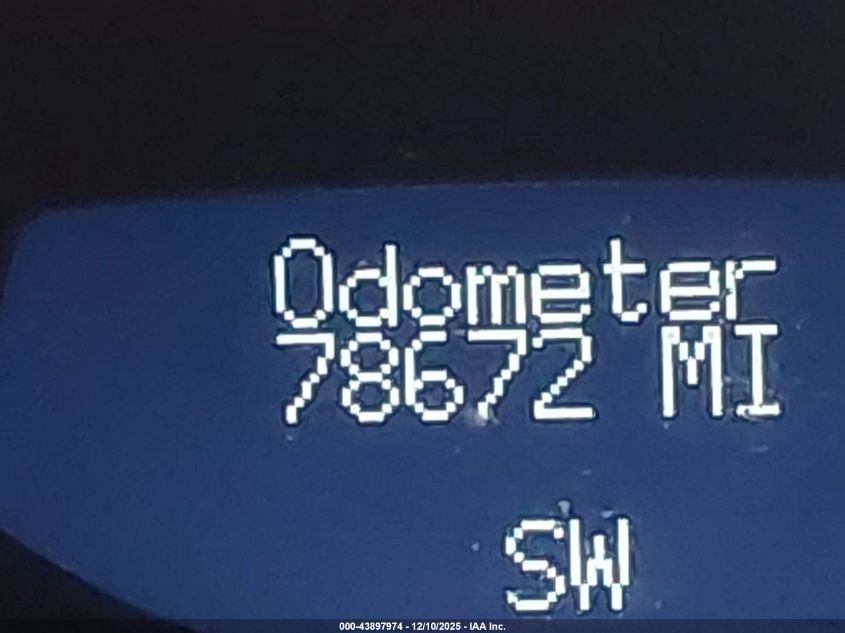 Odometer
78672 MI
SW
000-43897974 - 12/10/2025 - IAA Inc.